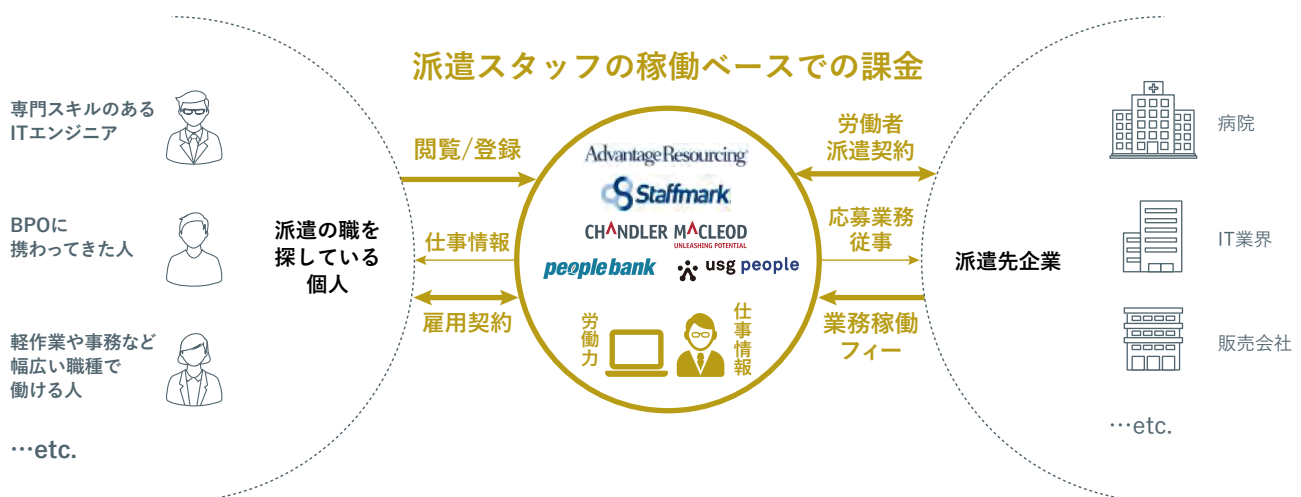 派遣スタッフの稼働ベースでの課金
専門スキルのある
ITエンジニア
BPOに
携わってきた人
軽作業や事務など
幅広い職種で
働ける人
…etc.
派遣の職を
探している
個人
閲覧/登録
仕事情報
雇用契約
Advantage Resourcing
Staffmark
CHANDLER MACLEOD
UNLEASHING POTENTIAL
peoplebank
usg people
労働力
仕事情報
労働者
派遣契約
応募業務
従事
業務稼働
フィー
派遣先企業
病院
IT業界
販売会社
…etc.